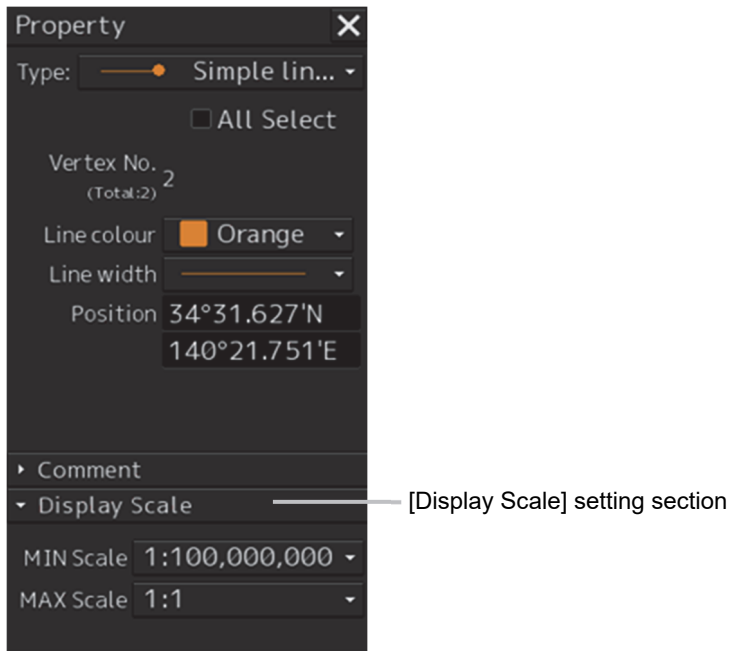 Property
Type: Simple lin...
All Select
Vertex No. 2
(Total:2)
Line colour Orange
Line width
Position 34°31.627'N
140°21.751'E
Comment
Display Scale
[Display Scale] setting section
MIN Scale 1:100,000,000
MAX Scale 1:1